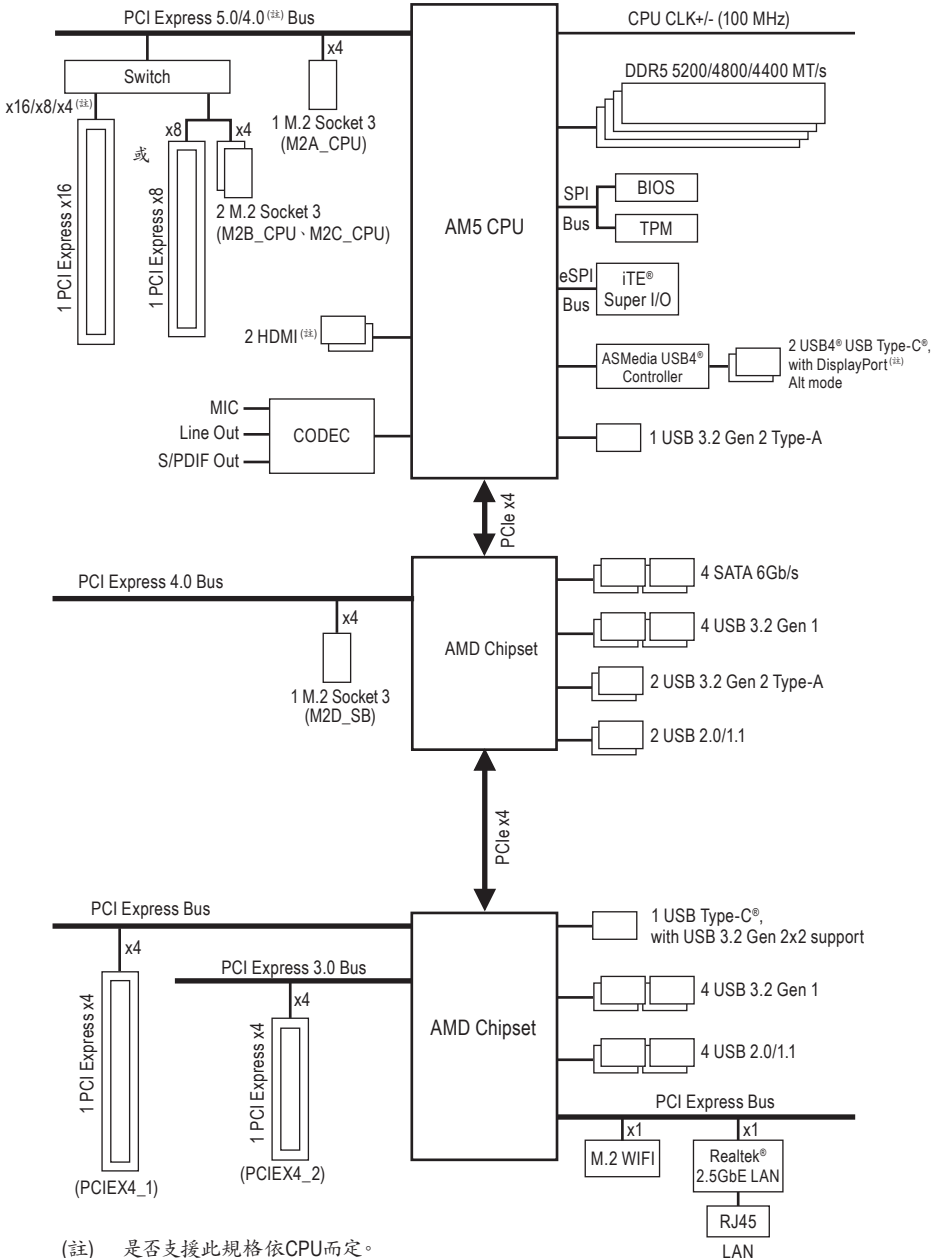 PCI Express 5.0/4.0 (註) Bus
CPU CLK+/- (100 MHz)
x4
Switch
DDR5 5200/4800/4400 MT/s
x16/x8/x4 (註)
1 M.2 Socket 3
(M2A_CPU)
或
x8
x4
1 PCI Express x16
1 PCI Express x8
2 M.2 Socket 3
(M2B_CPU、M2C_CPU)
AM5 CPU
SPI
Bus
BIOS
TPM
eSPI
Bus
iTE®
Super I/O
2 HDMI (註)
ASMedia USB4®
Controller
2 USB4® USB Type-C®,
with DisplayPort (註)
Alt mode
MIC
Line Out
S/PDIF Out
CODEC
1 USB 3.2 Gen 2 Type-A
PCIe x4
PCI Express 4.0 Bus
x4
1 M.2 Socket 3
(M2D_SB)
AMD Chipset
4 SATA 6Gb/s
4 USB 3.2 Gen 1
2 USB 3.2 Gen 2 Type-A
2 USB 2.0/1.1
PCIe x4
PCI Express Bus
x4
1 PCI Express x4
(PCIEX4_1)
PCI Express 3.0 Bus
x4
1 PCI Express x4
(PCIEX4_2)
AMD Chipset
1 USB Type-C®,
with USB 3.2 Gen 2x2 support
4 USB 3.2 Gen 1
4 USB 2.0/1.1
PCI Express Bus
x1
x1
M.2 WIFI
Realtek®
2.5GbE LAN
RJ45
LAN
(註) 是否支援此規格依CPU而定。